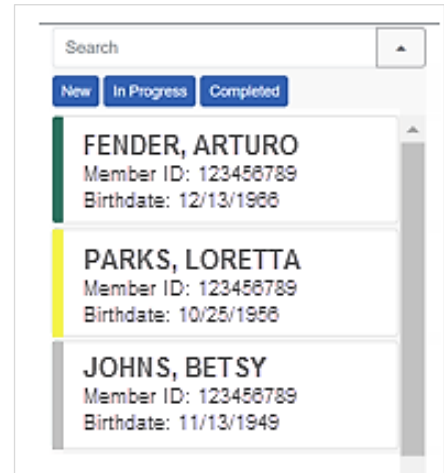 Search
New In Progress Completed
FENDER, ARTURO
Member ID: 123456789
Birthdate: 12/13/1966
PARKS, LORETTA
Member ID: 123456789
Birthdate: 10/25/1956
JOHNS, BETSY
Member ID: 123456789
Birthdate: 11/13/1949